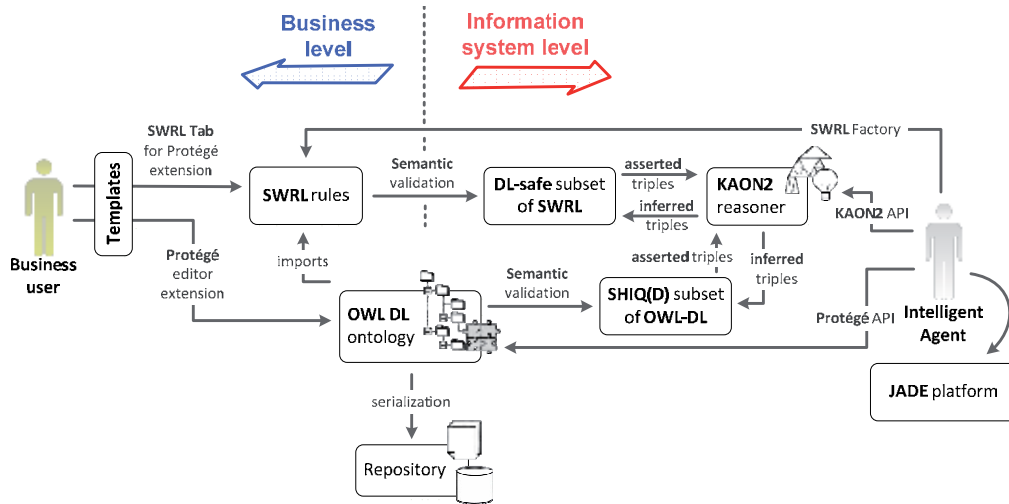 Business
level
Information
system level
SWRL Tab
for Protégé
extension
SWRL Factory
Templates
SWRL rules
Semantic
validation
DL-safe subset
of SWRL
asserted
triples
inferred
triples
KAON2
reasoner
KAON2 API
Business
user
Protégé
editor
extension
imports
asserted triples
inferred
triples
OWL DL
ontology
Semantic
validation
SHIQ(D) subset
of OWL-DL
Protégé API
Intelligent
Agent
JADE platform
serialization
Repository